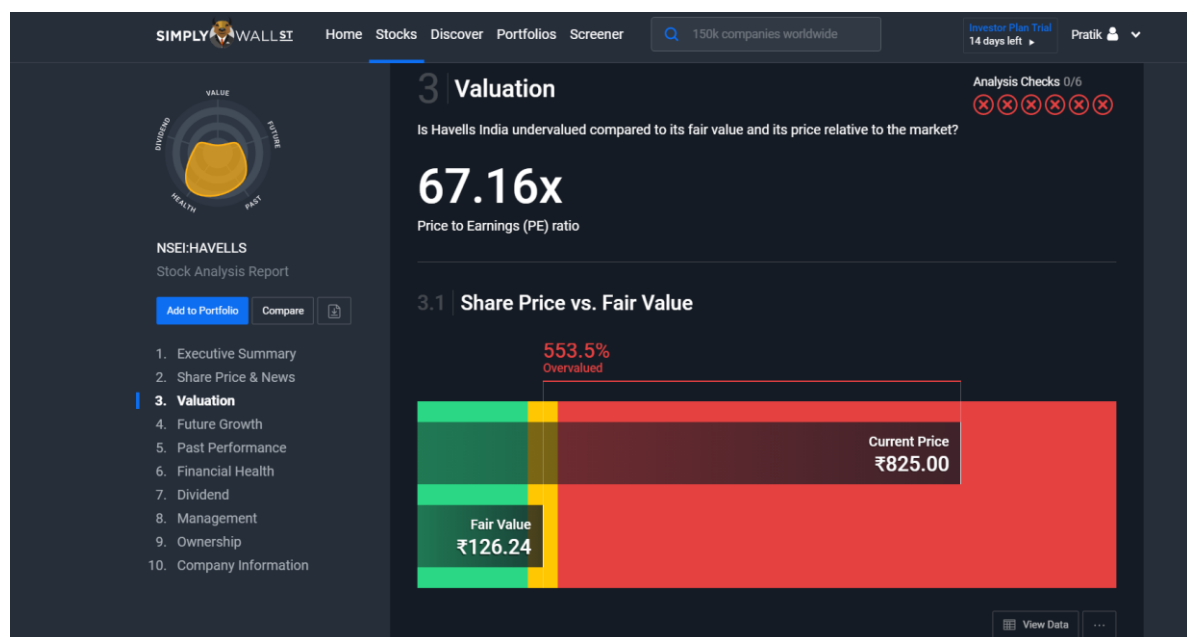 SIMPLY WALL ST Home Stocks Discover Portfolios Screener 150k companies worldwide Investor Plan Trial Pratik
14 days left ▸
VALUE
FUTURE
PAST
HEALTH
DIVIDEND
NSEI:HAVELLS
Stock Analysis Report
Add to Portfolio Compare
1. Executive Summary
2. Share Price & News
3. Valuation
4. Future Growth
5. Past Performance
6. Financial Health
7. Dividend
8. Management
9. Ownership
10. Company Information
3 Valuation
Analysis Checks 0/6
Is Havells India undervalued compared to its fair value and its price relative to the market?
67.16x
Price to Earnings (PE) ratio
3.1 Share Price vs. Fair Value
553.5%
Overvalued
Current Price
₹825.00
Fair Value
₹126.24
View Data ...